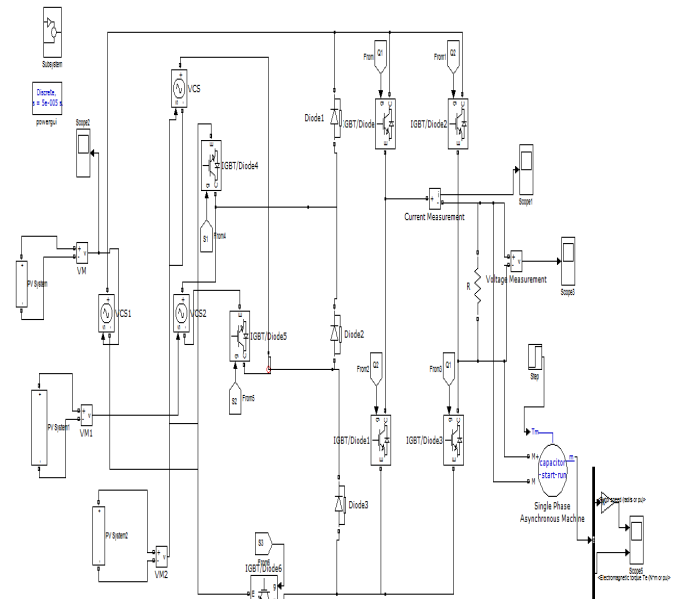 Subsystem
Discrete,
s = 5e-005 s.
powergui
Scope2
VCS
From
Q1
From1
Q2
Diode1
IGBT/Diode
IGBT/Diode2
IGBT/Diode4
S1
From4
Scope1
Current Measurement
VM
PV System
VCS1
VCS2
R
Voltage Measurement
Scope3
IGBT/Diode5
Diode2
S2
From5
From2
Q2
From3
Q1
Step
PV System1
VM1
IGBT/Diode1
IGBT/Diode3
Tm
M+
M
m
capacitor
-start-run
Single Phase
Asynchronous Machine
PV System2
VM2
Diode3
S3
IGBT/Diode6
Scope5
<Electromagnetic torque Te (N*m or pu)>